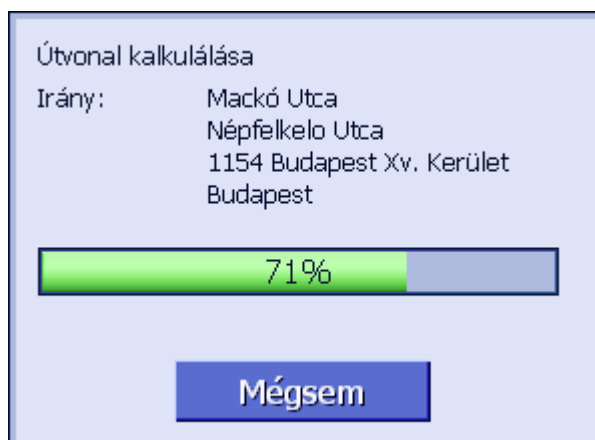 Útvonal kalkulálása
Irány: Mackó Utca
Népfelkelo Utca
1154 Budapest Xv. Kerület
Budapest
71%
Mégsem